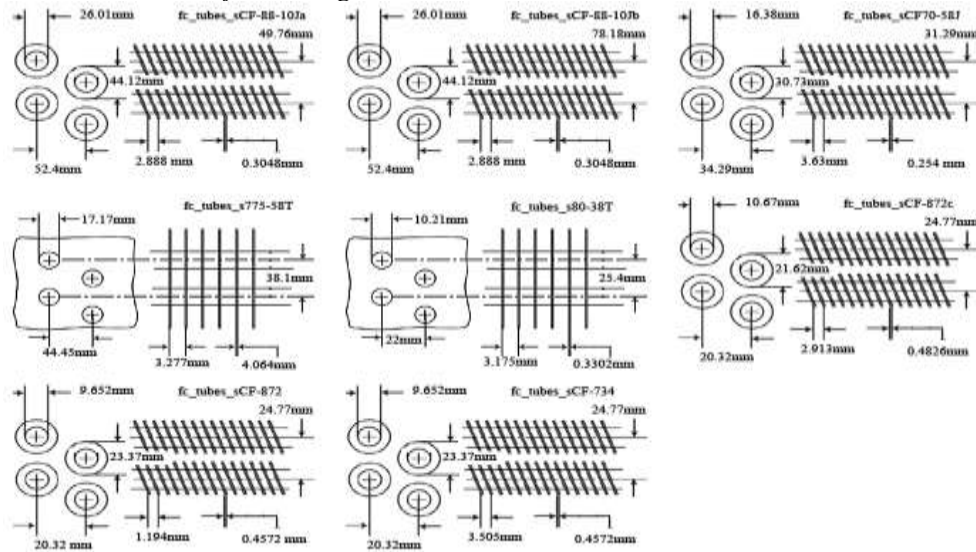 26.01mm
fc_tubes_sCF-88-10Ja
49.76mm
44.12mm
52.4mm
2.888 mm
0.3048mm
26.01mm
fc_tubes_sCF-88-10Jb
78.18mm
44.12mm
52.4mm
2.888 mm
0.3048mm
16.38mm
fc_tubes_sCF70-58J
31.29mm
30.73mm
34.29mm
3.63mm
0.254 mm
17.17mm
fc_tubes_s775-58T
38.1mm
44.45mm
3.277mm
4.064mm
10.21mm
fc_tubes_s80-38T
25.4mm
22mm
3.175mm
0.3302mm
10.67mm
fc_tubes_sCF-872c
24.77mm
21.62mm
20.32mm
2.913mm
0.4826mm
9.652mm
fc_tubes_sCF-872
24.77mm
23.37mm
20.32 mm
1.194mm
0.4572 mm
9.652mm
fc_tubes_sCF-734
24.77mm
23.37mm
20.32mm
3.505mm
0.4572mm